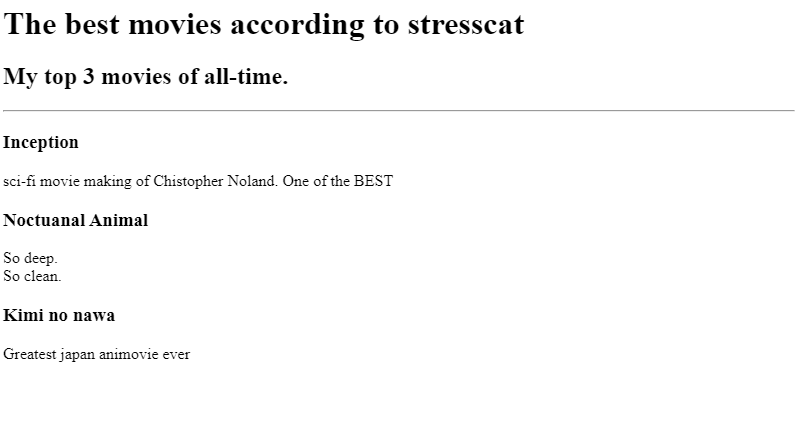 The best movies according to stresscat
My top 3 movies of all-time.
Inception
sci-fi movie making of Chistopher Noland. One of the BEST
Noctuanal Animal
So deep.
So clean.
Kimi no nawa
Greatest japan animovie ever